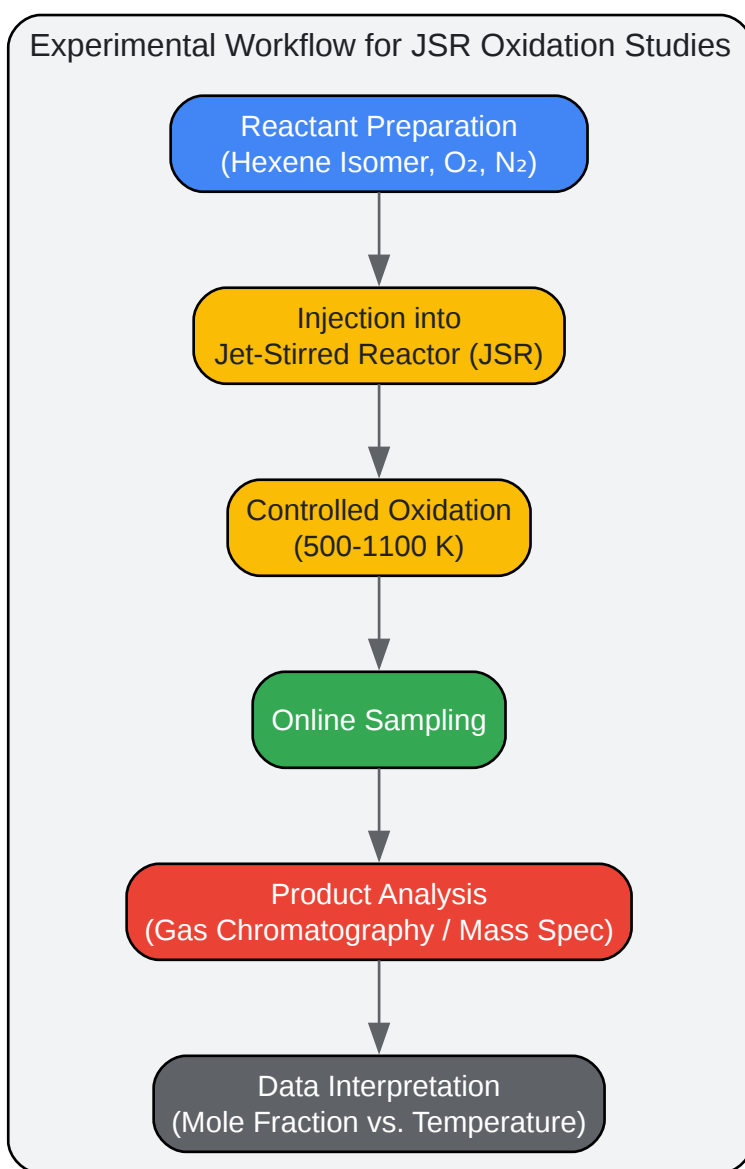 Experimental Workflow for JSR Oxidation Studies
Reactant Preparation
(Hexene Isomer, O₂, N₂)
Injection into
Jet-Stirred Reactor (JSR)
Controlled Oxidation
(500-1100 K)
Online Sampling
Product Analysis
(Gas Chromatography / Mass Spec)
Data Interpretation
(Mole Fraction vs. Temperature)